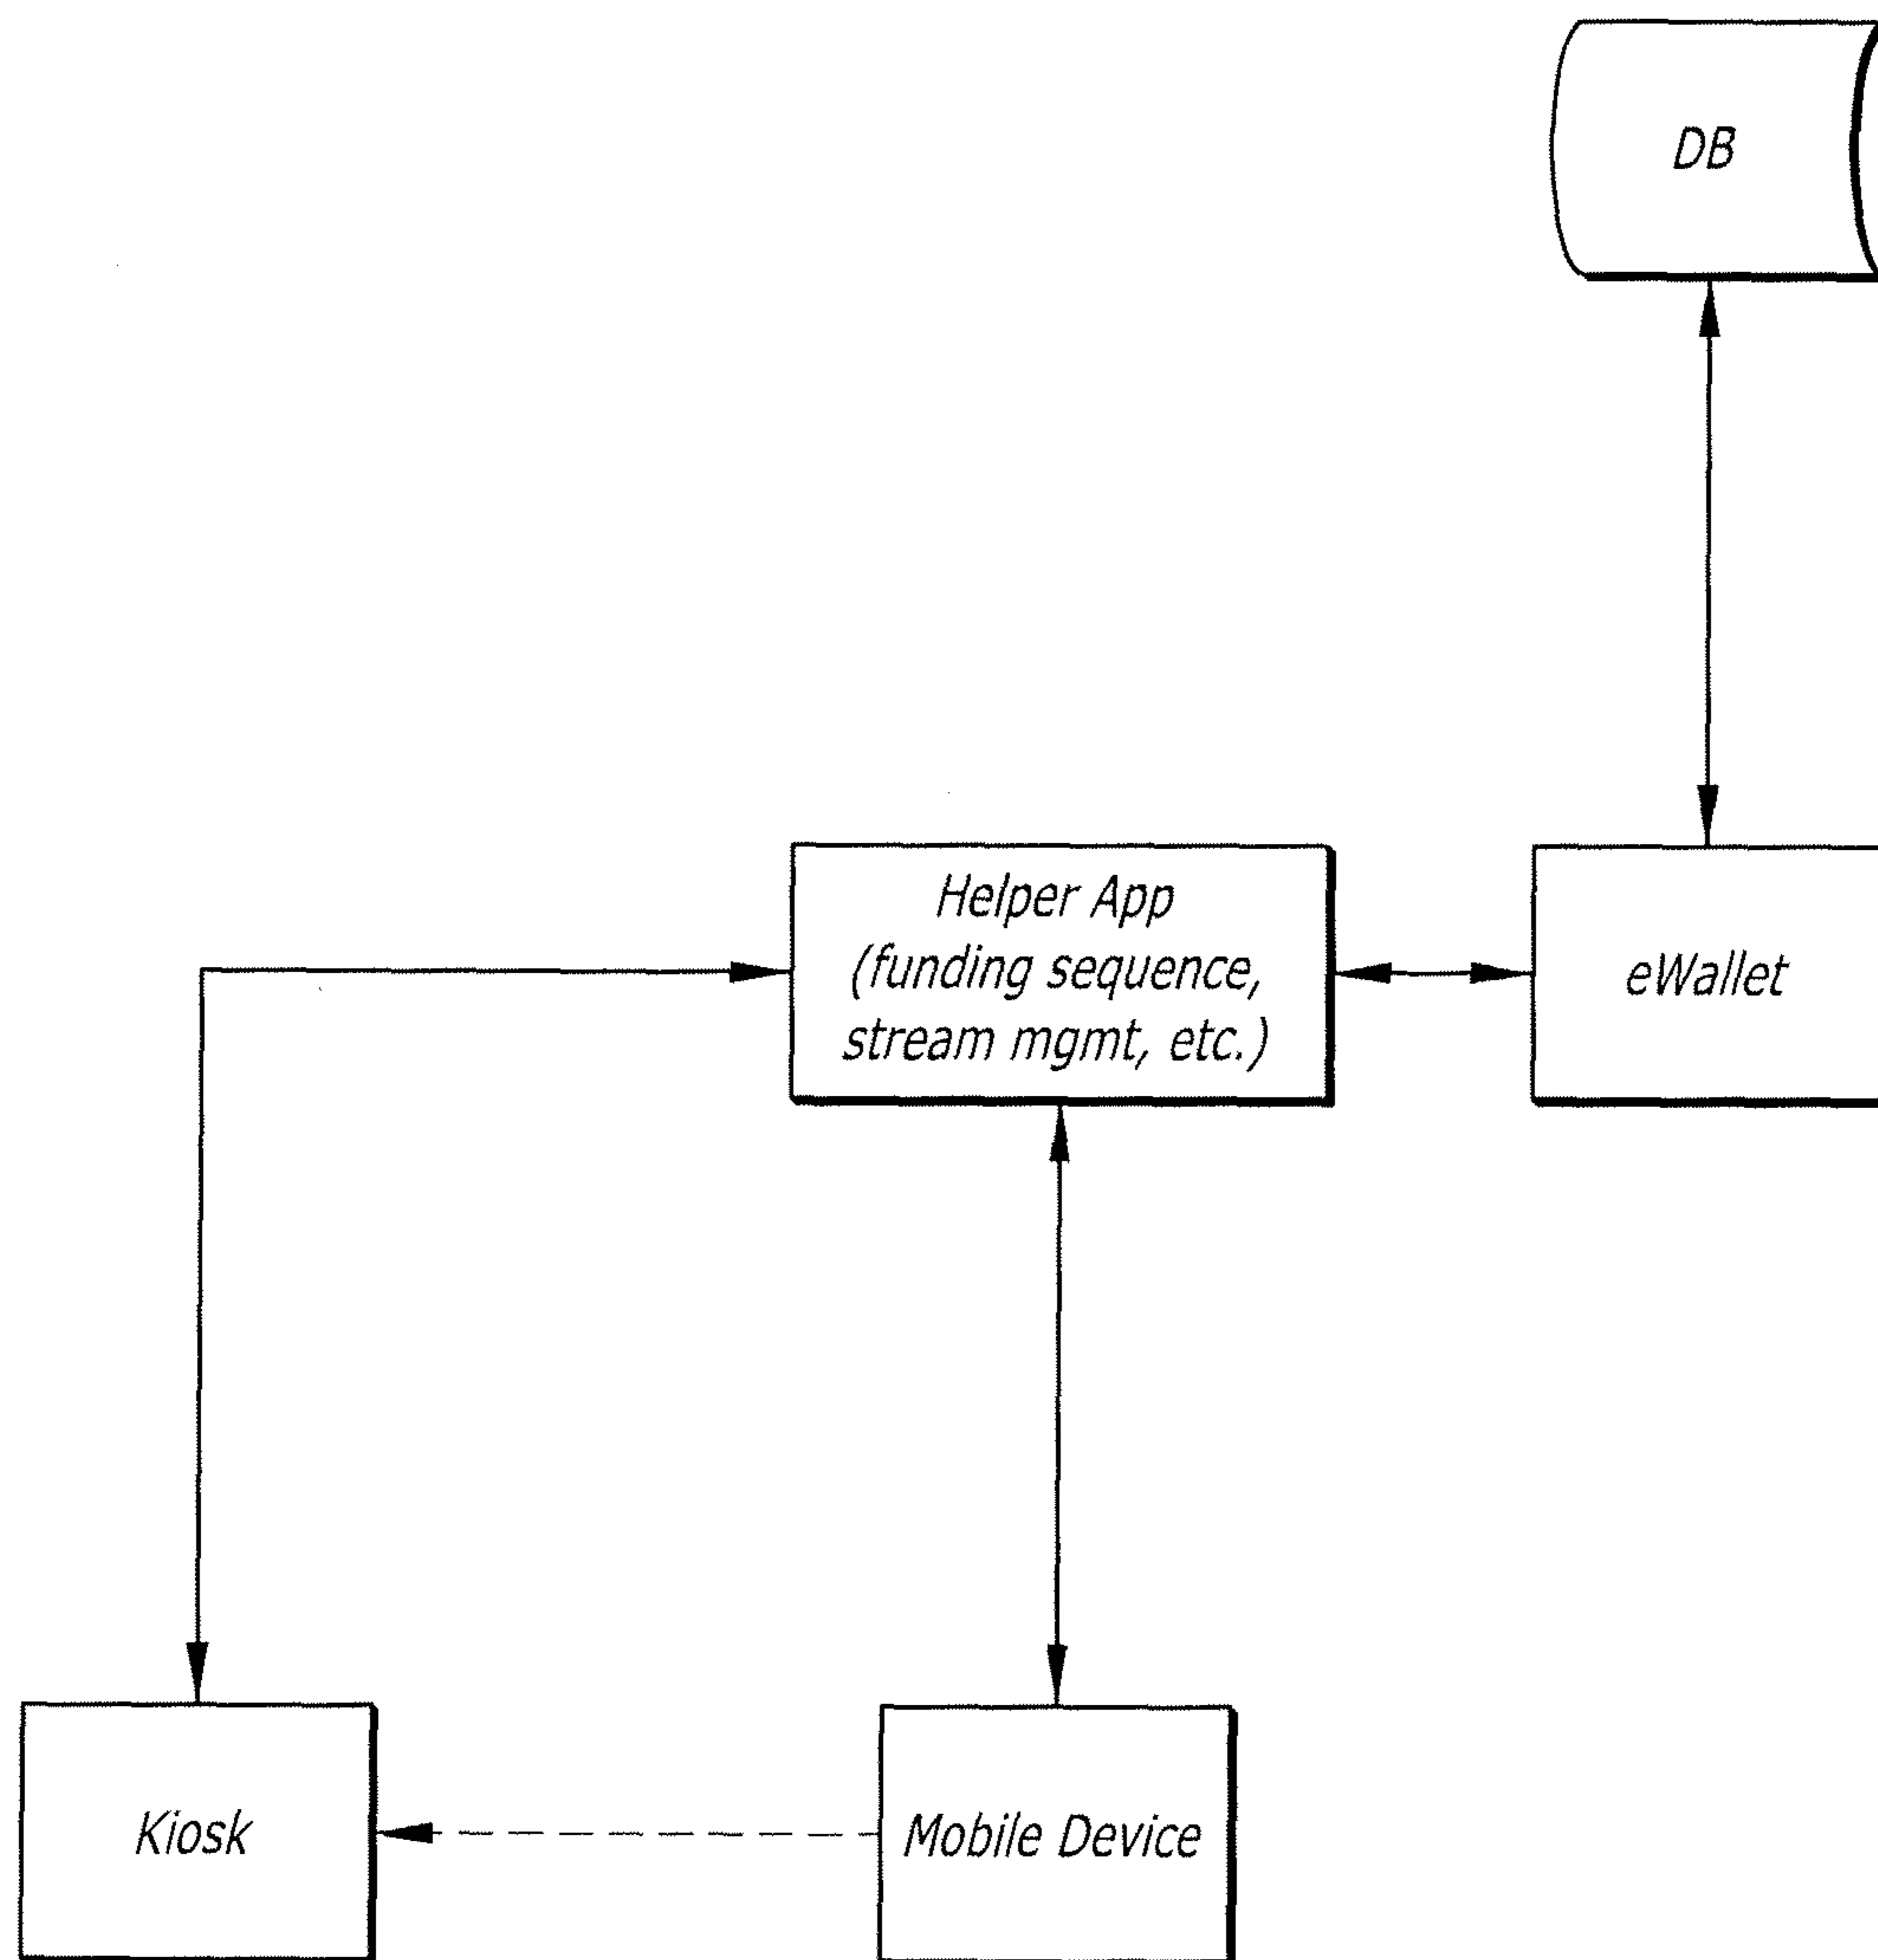 DB
Helper App
(funding sequence,
stream mgmt, etc.)
eWallet
Kiosk
Mobile Device